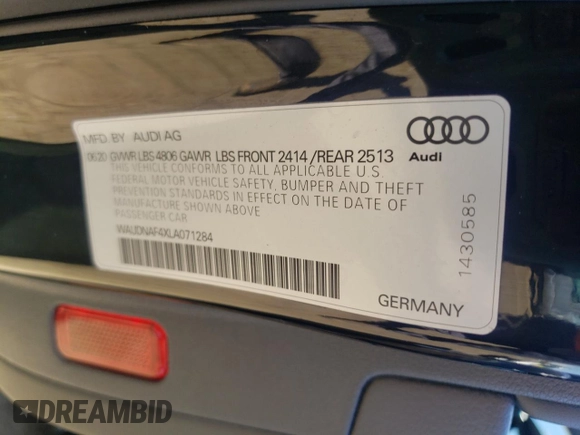 MFD. BY AUDI AG
06.20 GVWR LBS 4806 GAWR LBS FRONT 2414 / REAR 2513
THIS VEHICLE CONFORMS TO ALL APPLICABLE U.S.
FEDERAL MOTOR VEHICLE SAFETY, BUMPER AND THEFT
PREVENTION STANDARDS IN EFFECT ON THE DATE OF
MANUFACTURE SHOWN ABOVE
PASSENGER CAR
WAUDNAF4XLA071284
Audi
1430585
GERMANY
DREAMBID